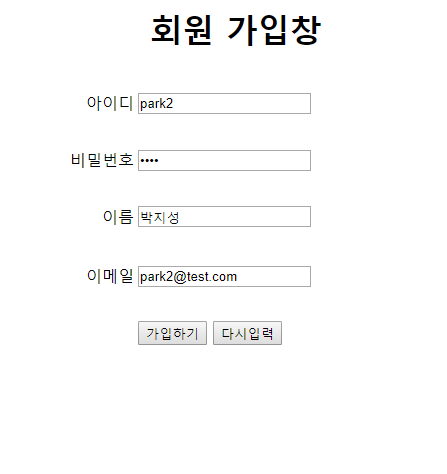 회원 가입창
아이디 park2
비밀번호 ••••
이름 박지성
이메일 park2@test.com
가입하기 다시입력